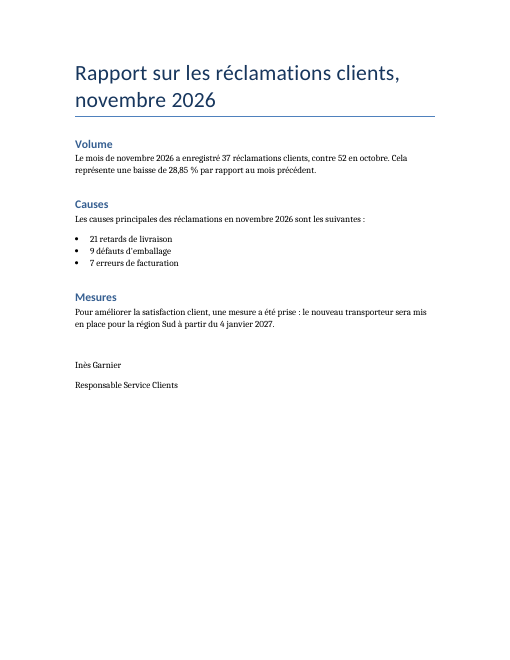 Rapport sur les réclamations clients,
novembre 2026
Volume
Le mois de novembre 2026 a enregistré 37 réclamations clients, contre 52 en octobre. Cela
représente une baisse de 28,85 % par rapport au mois précédent.
Causes
Les causes principales des réclamations en novembre 2026 sont les suivantes :
• 21 retards de livraison
• 9 défauts d'emballage
• 7 erreurs de facturation
Mesures
Pour améliorer la satisfaction client, une mesure a été prise : le nouveau transporteur sera mis
en place pour la région Sud à partir du 4 janvier 2027.
Inès Garnier
Responsable Service Clients